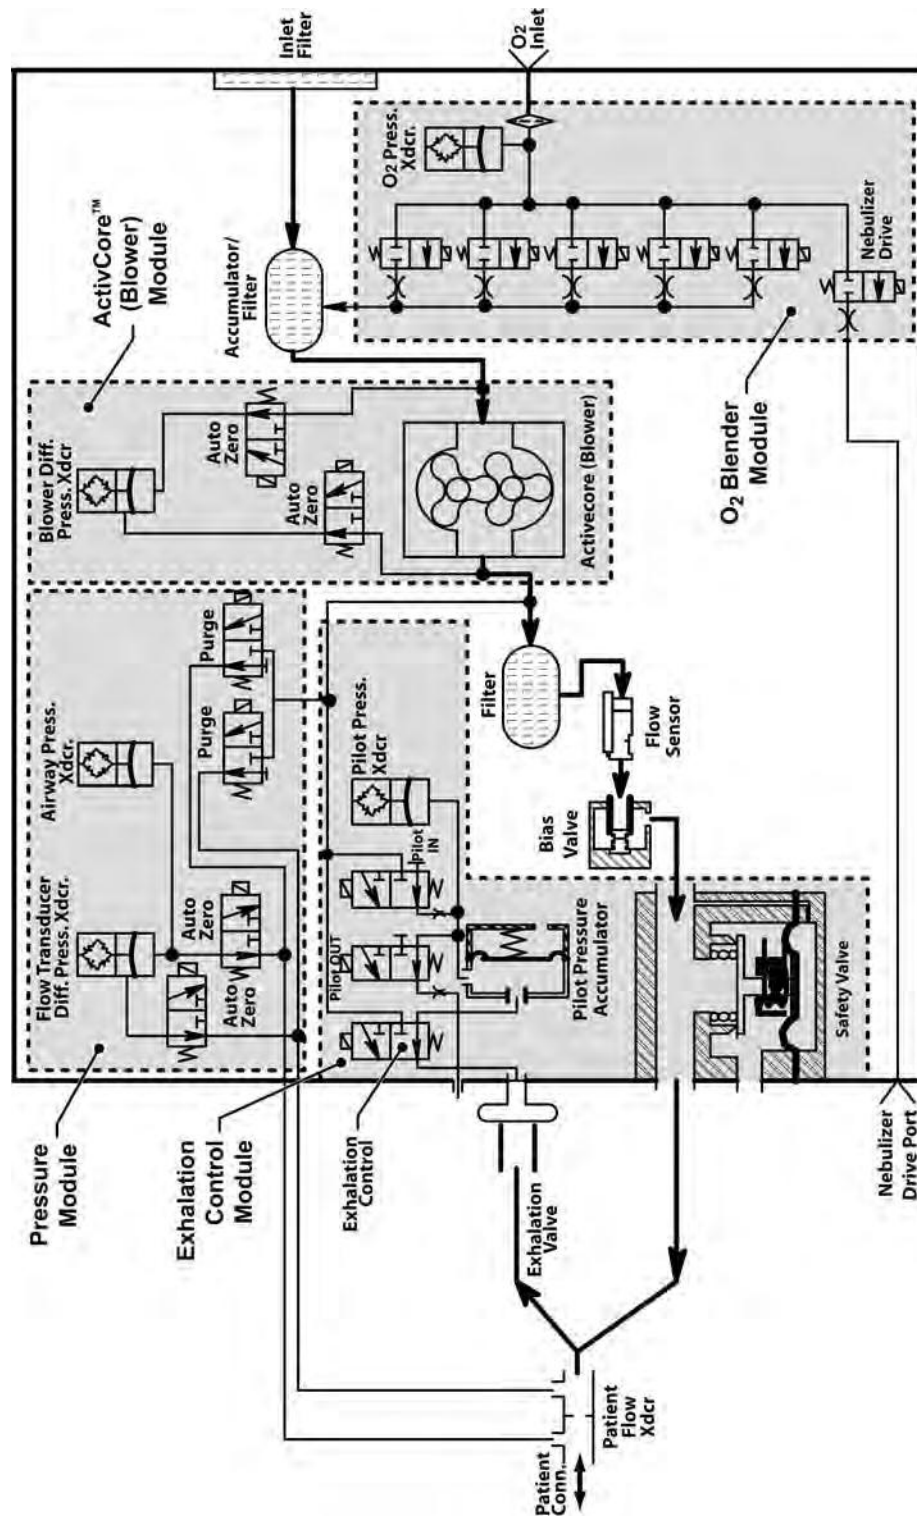 Inlet
Filter
O2
Inlet
ActivCore™
(Blower)
Module
Accumulator/
Filter
O2 Press.
Xdcr.
Nebulizer
Drive
O2 Blender
Module
Blower Diff.
Press. Xdcr
Auto
Zero
Auto
Zero
Activecore (Blower)
Airway Press.
Xdcr.
Purge
Purge
Flow Transducer
Diff. Press. Xdcr.
Auto
Zero
Auto
Zero
Pressure
Module
Pilot Press.
Xdcr
Pilot
IN
Pilot OUT
Exhalation
Control
Module
Exhalation
Control
Filter
Flow
Sensor
Bias
Valve
Pilot Pressure
Accumulator
Safety Valve
Exhalation
Valve
Nebulizer
Drive Port
Patient
Flow
Xdcr
Patient
Conn.